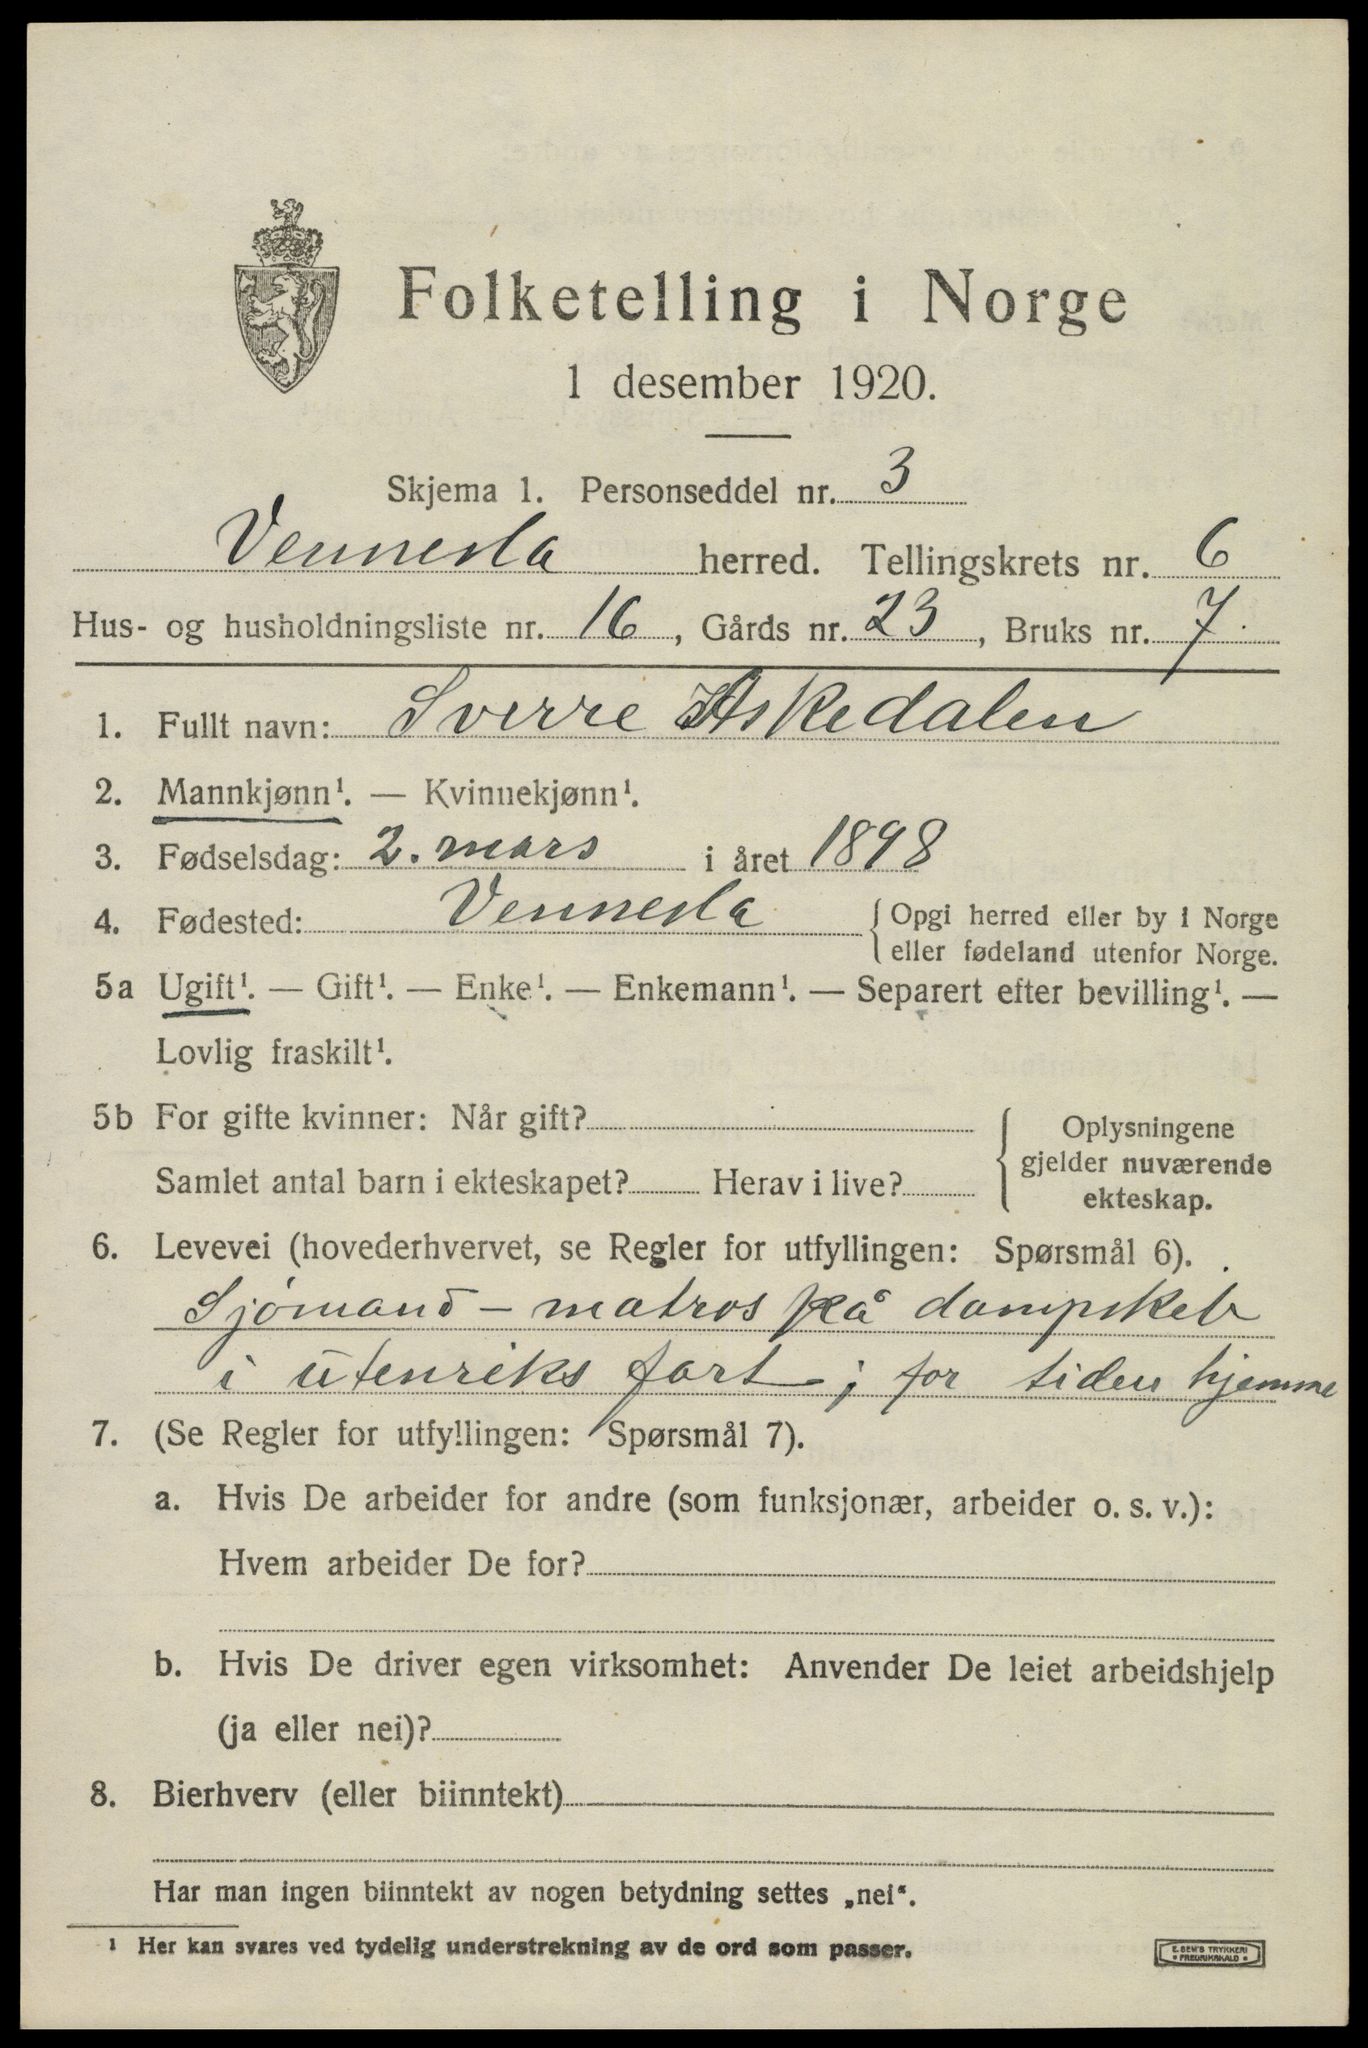 Folketelling i Norge
1 desember 1920.
Skjema 1. Personseddel nr. 3
Vennesla herred. Tellingskrets nr. 6
Hus- og husholdningsliste nr. 16, Gårds nr. 23, Bruks nr. 7
1. Fullt navn: Sverre Askedalen
2. Mannkjønn¹. — Kvinnekjønn¹.
3. Fødselsdag: 2. mars i året 1898
4. Fødested: Vennesla { Opgi herred eller by i Norge
eller fødeland utenfor Norge.
5a Ugift¹. — Gift¹. — Enke¹. — Enkemann¹. — Separert efter bevilling¹. —
Lovlig fraskilt¹.
5b For gifte kvinner: Når gift?
Samlet antal barn i ekteskapet? Herav i live?
{ Oplysningene
gjelder nuværende
ekteskap.
6. Levevei (hovederhvervet, se Regler for utfyllingen: Spørsmål 6).
Sjömand - matros på dampskib
i utenriks fart; for tiden hjemme
7. (Se Regler for utfyllingen: Spørsmål 7).
a. Hvis De arbeider for andre (som funksjonær, arbeider o. s. v.):
Hvem arbeider De for?
b. Hvis De driver egen virksomhet: Anvender De leiet arbeidshjelp
(ja eller nei)?
8. Bierhverv (eller biinntekt)
Har man ingen biinntekt av nogen betydning settes „nei“.
¹ Her kan svares ved tydelig understrekning av de ord som passer.
E. SEM'S TRYKKERI
FREDRIKSHALD